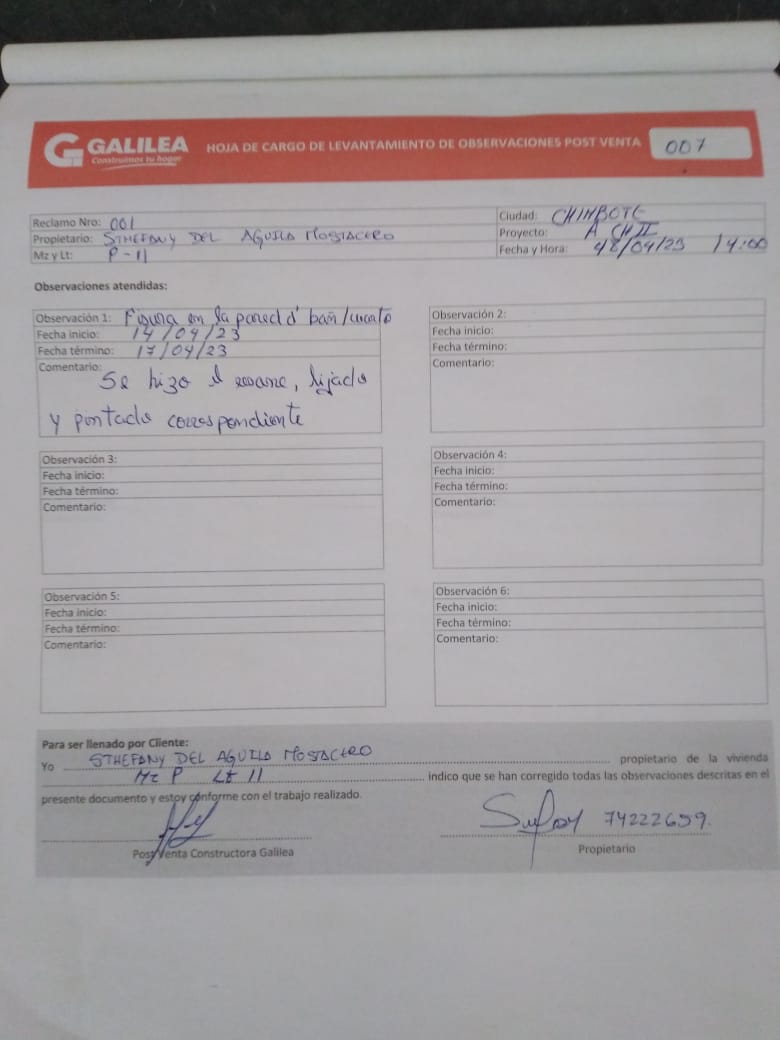 GALILEA
Construimos tu hogar
HOJA DE CARGO DE LEVANTAMIENTO DE OBSERVACIONES POST VENTA 007
Reclamo Nro: 001
Propietario: STHEFANY DEL AGUILA MOSTACERO
Mz y Lt: P-11
Ciudad: CHIMBOTE
Proyecto: A CH II
Fecha y Hora: /04/23 14:00
Observaciones atendidas:
Observación 1: Fisura en la pared d' bañ/cuarto
Fecha inicio: 14/04/23
Fecha término: 17/04/23
Comentario:
Se hizo el resane, lijado
y pintado correspondiente
Observación 2:
Fecha inicio:
Fecha término:
Comentario:
Observación 3:
Fecha inicio:
Fecha término:
Comentario:
Observación 4:
Fecha inicio:
Fecha término:
Comentario:
Observación 5:
Fecha inicio:
Fecha término:
Comentario:
Observación 6:
Fecha inicio:
Fecha término:
Comentario:
Para ser llenado por Cliente:
Yo STHEFANY DEL AGUILA MOSTACERO propietario de la vivienda
Mz P Lt 11 indico que se han corregido todas las observaciones descritas en el
presente documento y estoy conforme con el trabajo realizado.
74222659.
Post Venta Constructora Galilea
Propietario